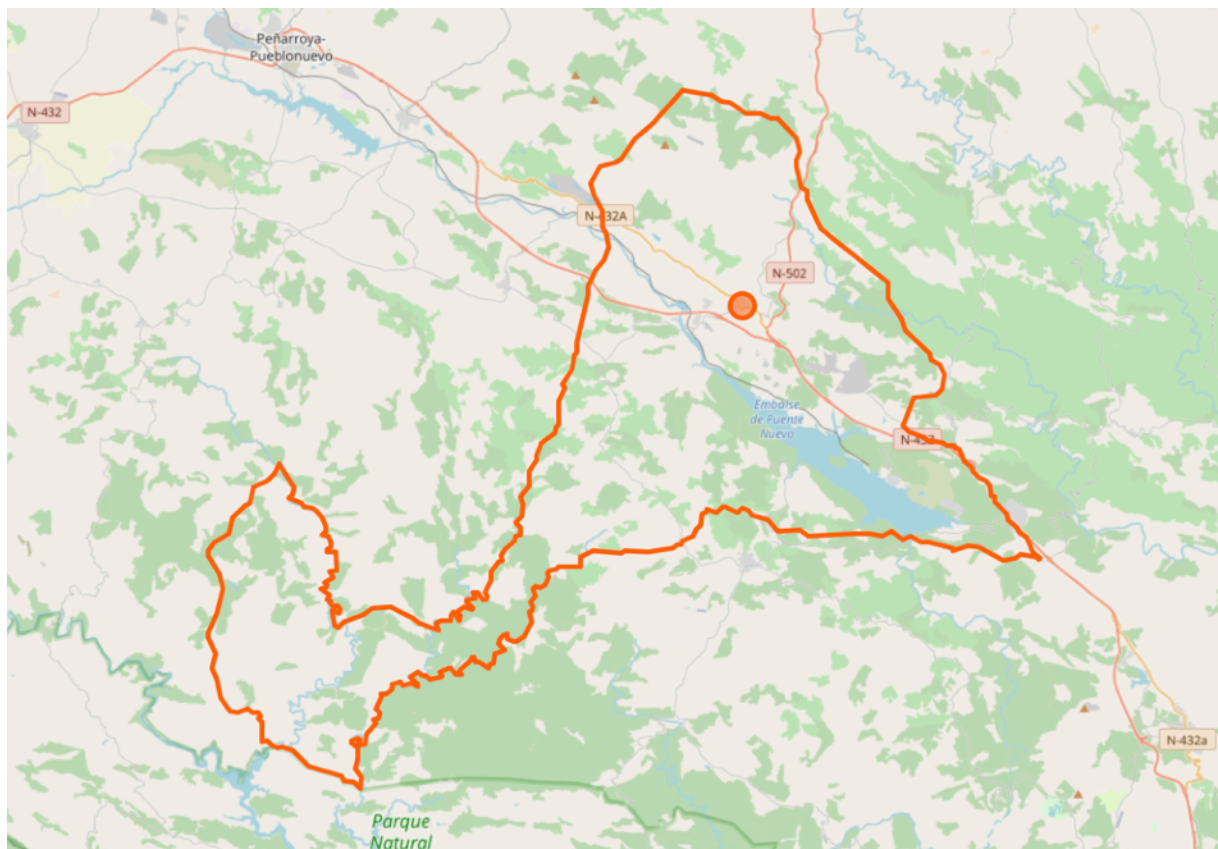 Peñarroya-
Pueblonuevo
N-432
N-432A
N-502
Embalse
de Puente
Nuevo
N-432
N-432a
Parque
Natural